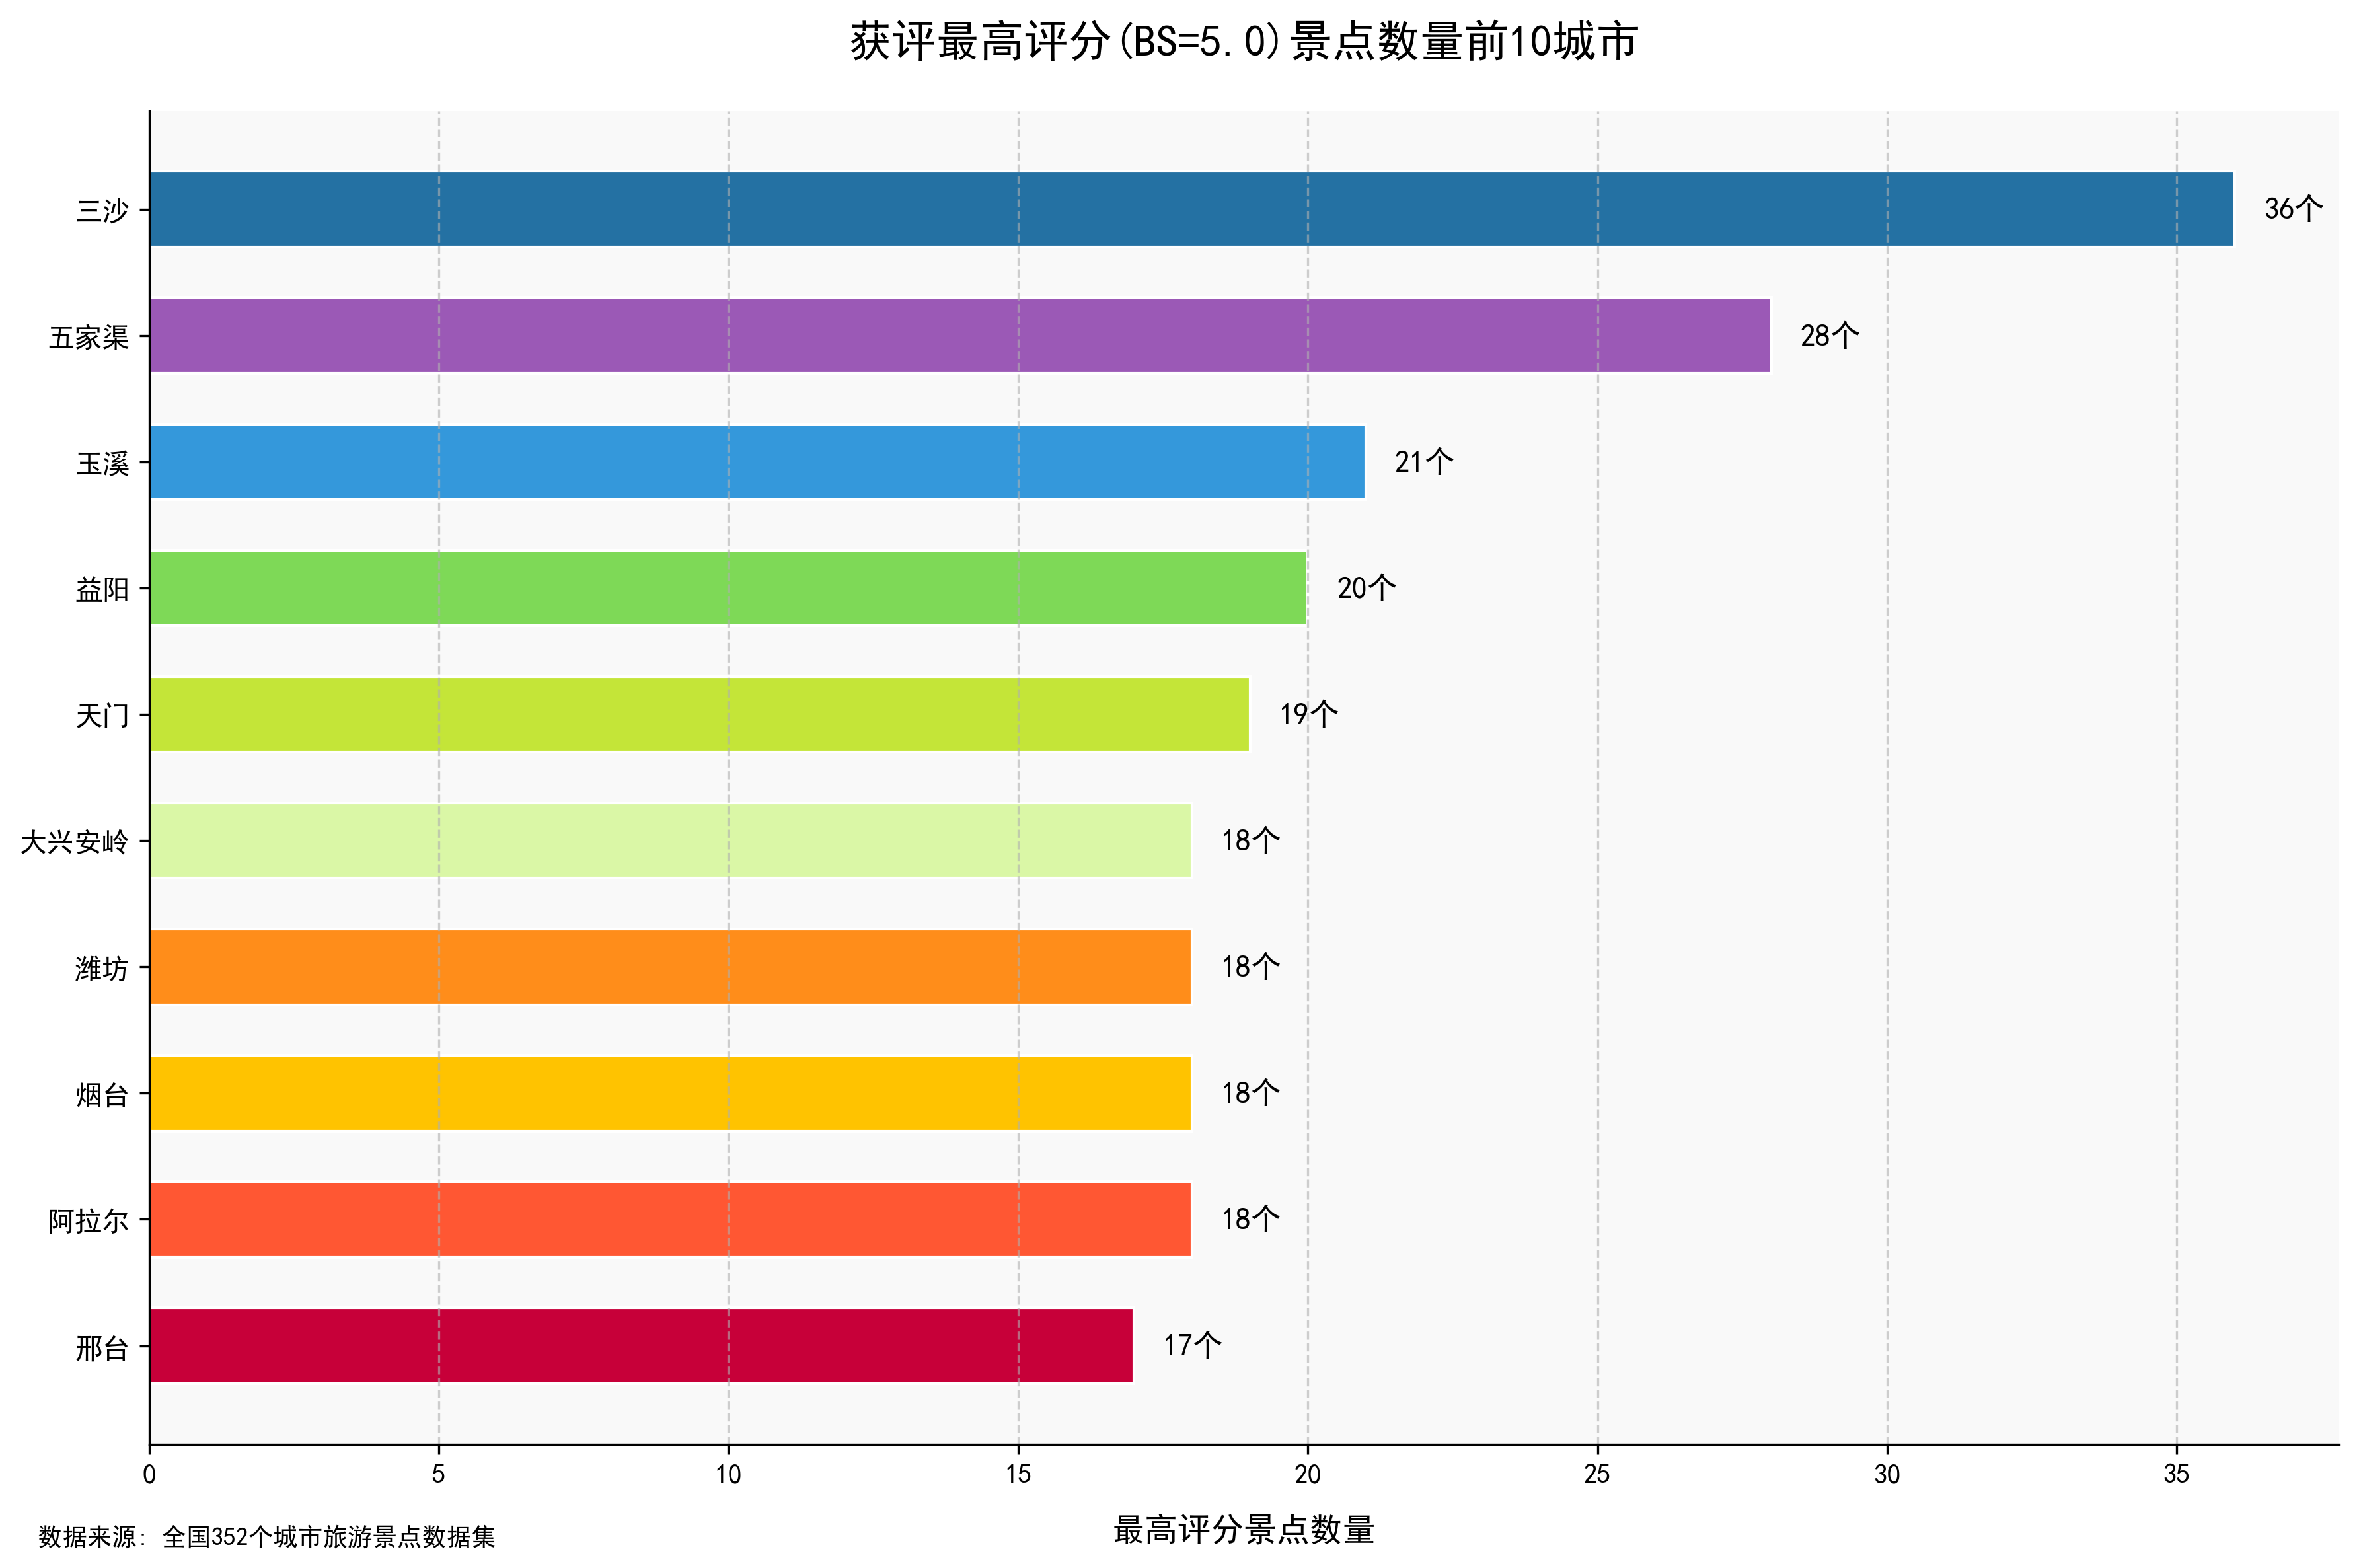 获评最高评分(BS=5.0)景点数量前10城市
三沙 36个
五家渠 28个
玉溪 21个
益阳 20个
天门 19个
大兴安岭 18个
潍坊 18个
烟台 18个
阿拉尔 18个
邢台 17个
0 5 10 15 20 25 30 35
最高评分景点数量
数据来源: 全国352个城市旅游景点数据集